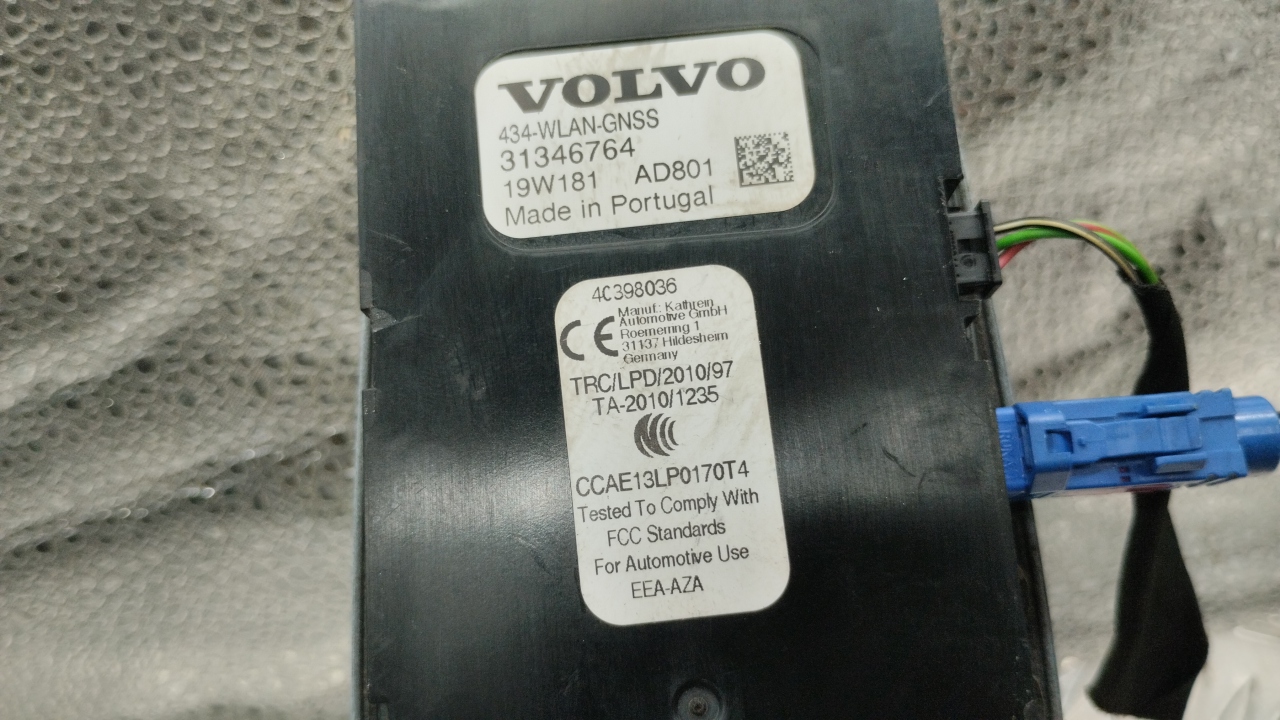 VOLVO
434-WLAN-GNSS
31346764
19W181 AD801
Made in Portugal
4C398036
CE
Manuf.: Kathrein
Automotive GmbH
Roemerring 1
31137 Hildesheim
Germany
TRC/LPD/2010/97
TA-2010/1235
CCAE13LP0170T4
Tested To Comply With
FCC Standards
For Automotive Use
EEA-AZA